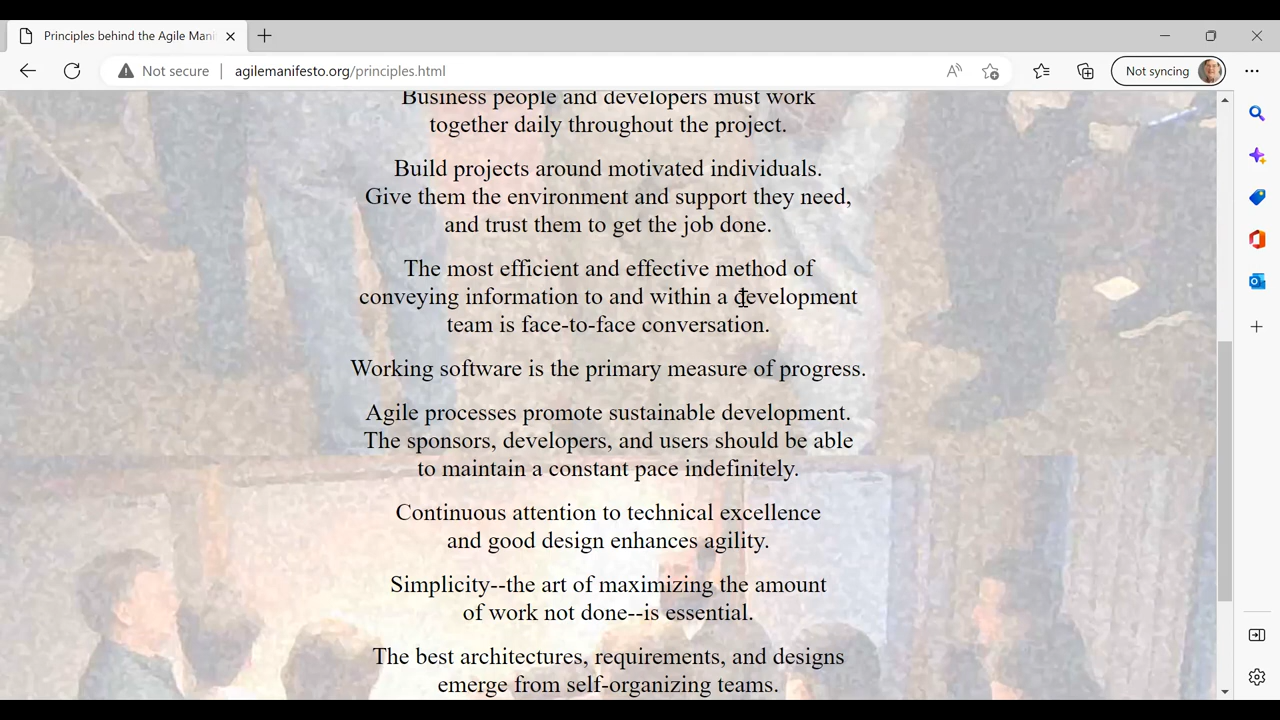 Principles behind the Agile Mani
Not secure
agilemanifesto.org/principles.html
Not syncing
Business people and developers must work
together daily throughout the project.
Build projects around motivated individuals.
Give them the environment and support they need,
and trust them to get the job done.
The most efficient and effective method of
conveying information to and within a development
team is face-to-face conversation.
Working software is the primary measure of progress.
Agile processes promote sustainable development.
The sponsors, developers, and users should be able
to maintain a constant pace indefinitely.
Continuous attention to technical excellence
and good design enhances agility.
Simplicity--the art of maximizing the amount
of work not done--is essential.
The best architectures, requirements, and designs
emerge from self-organizing teams.